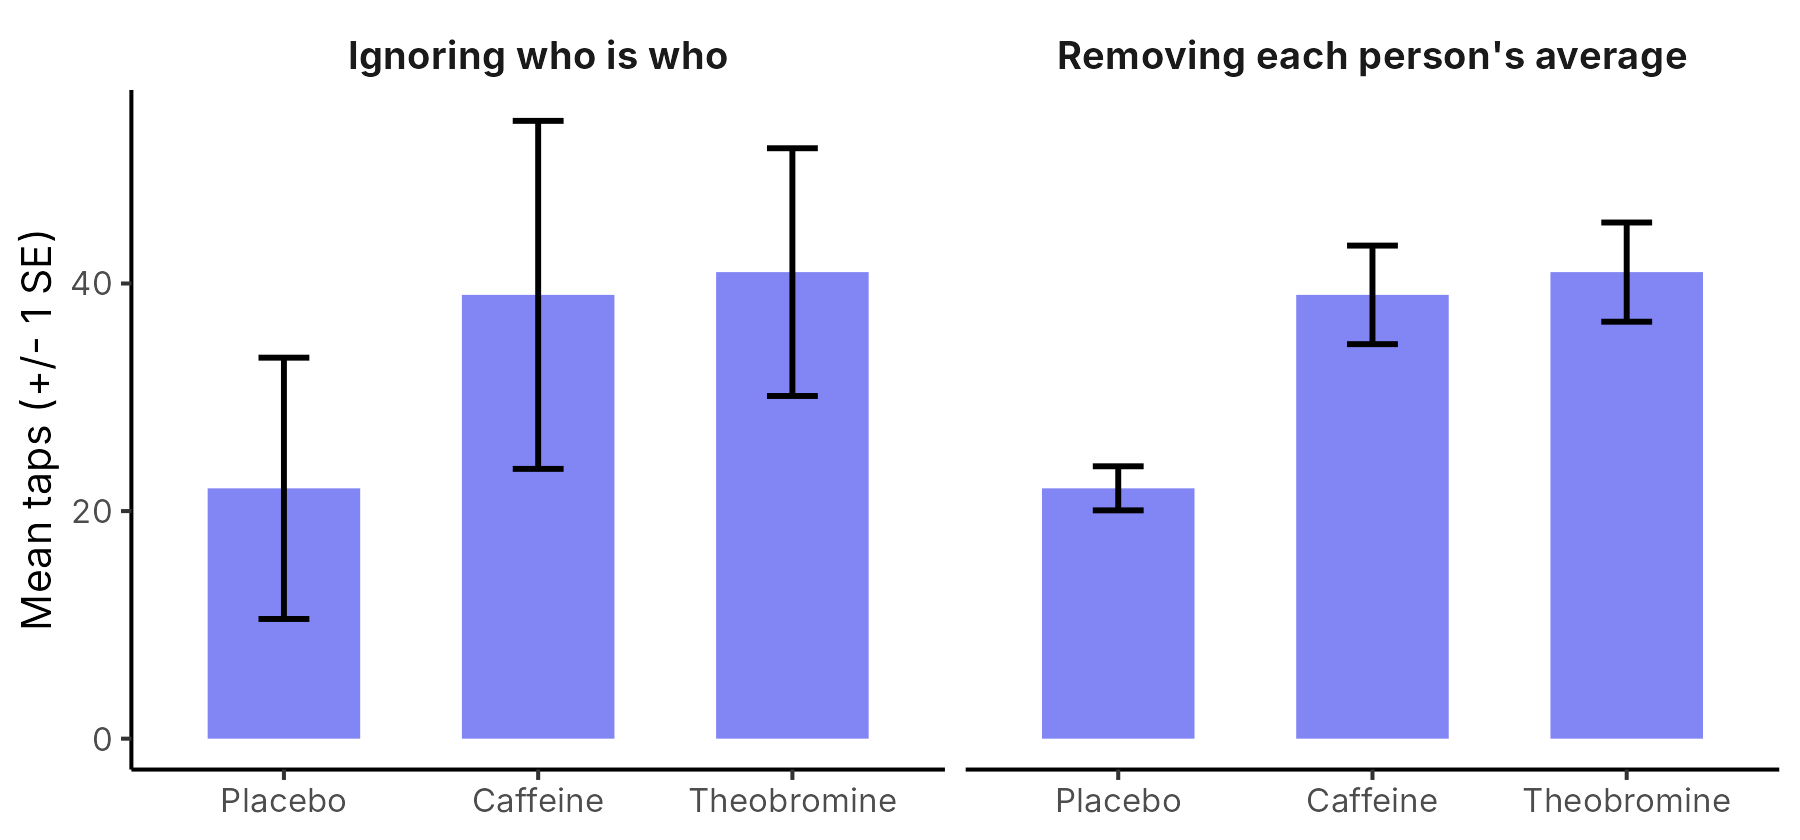 Ignoring who is who
Removing each person's average
Mean taps (+/- 1 SE)
40
20
0
Placebo
Caffeine
Theobromine
Placebo
Caffeine
Theobromine